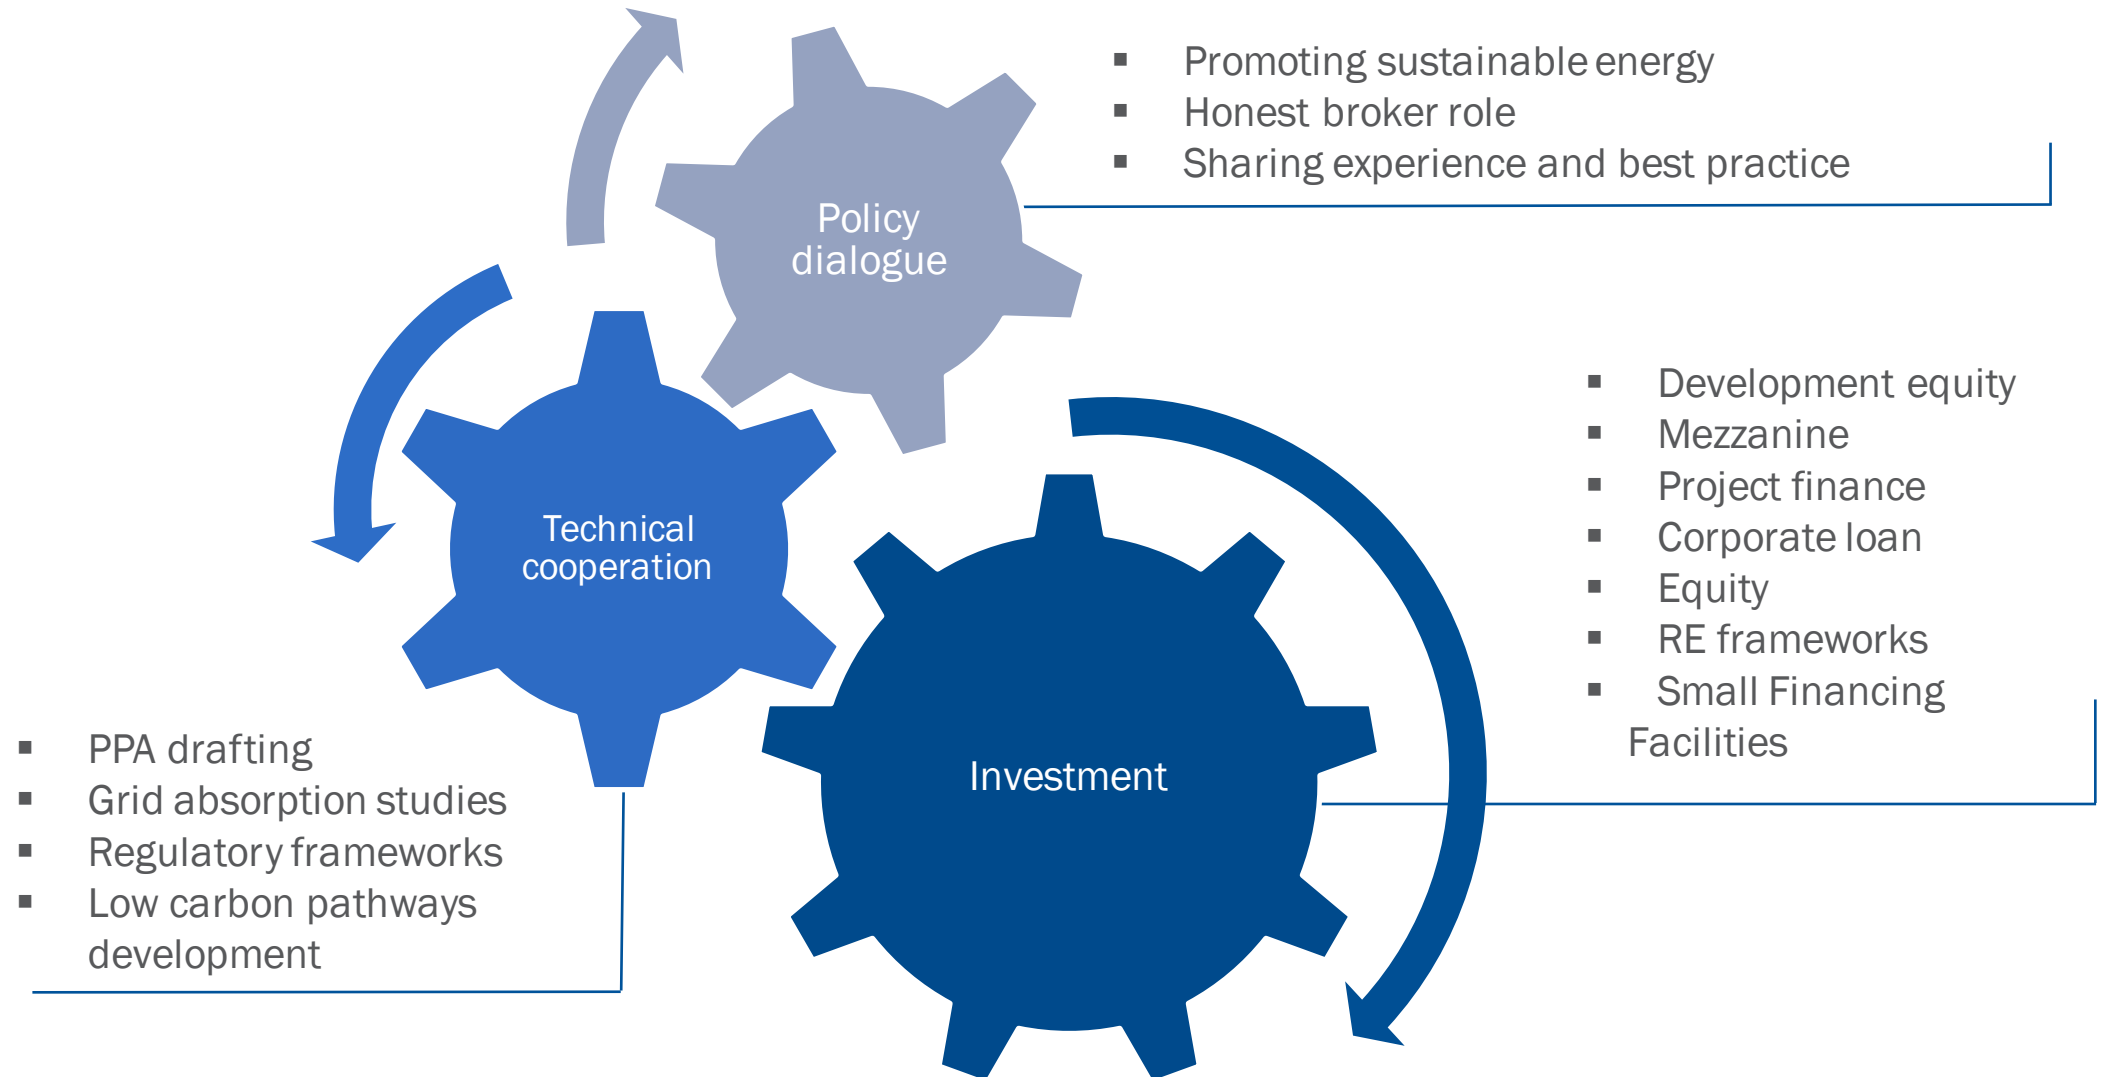 ▪ Promoting sustainable energy
▪ Honest broker role
▪ Sharing experience and best practice
Policy
dialogue
Technical
cooperation
▪ Development equity
▪ Mezzanine
▪ Project finance
▪ Corporate loan
▪ Equity
▪ RE frameworks
▪ Small Financing
Facilities
Investment
▪ PPA drafting
▪ Grid absorption studies
▪ Regulatory frameworks
▪ Low carbon pathways
development